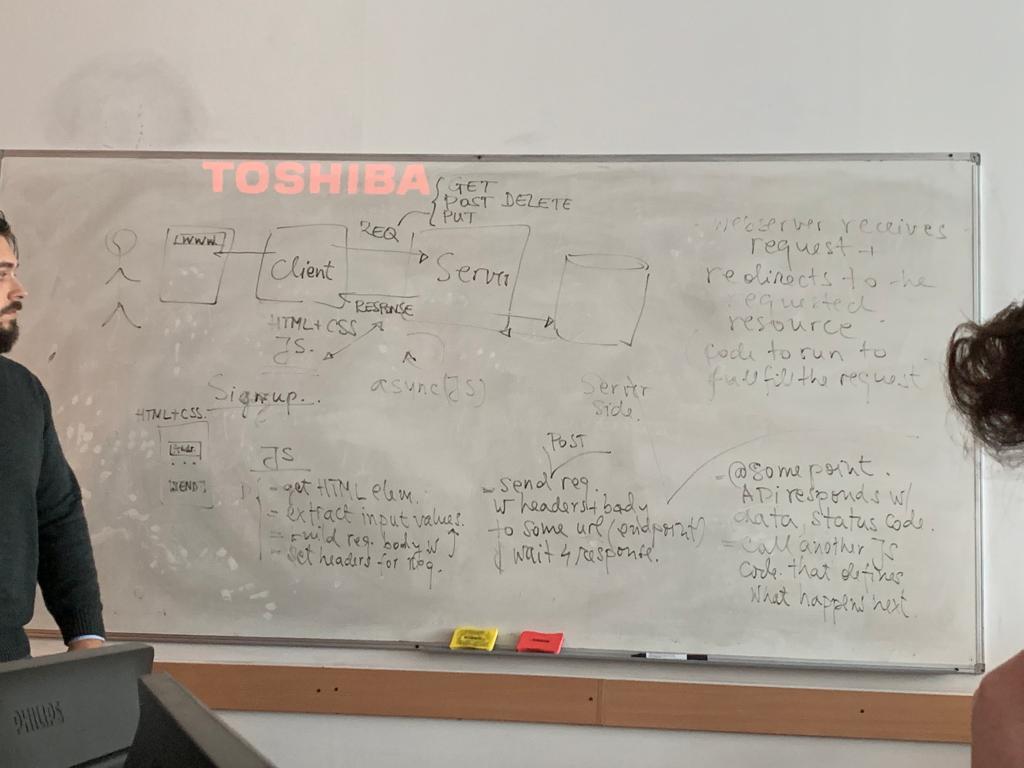 TOSHIBA
GET
POST DELETE
PUT
REQ
WWW
Client
Server
RESPONSE
HTML+CSS
JS.
async(JS)
Server
side
webserver receives
request +
redirects to the
requested
resource
code to run to
fullfill the request
Signup..
HTML+CSS.
SEND
JS
- get HTML elem.
- extract input values.
- build req. body w ↑
- set headers for req.
POST
- send req.
w headers + body
to some url (endpoint)
wait 4 response.
- @some point.
API responds w/
data, status code.
- call another JS
code that defines
what happens next
PHILIPS